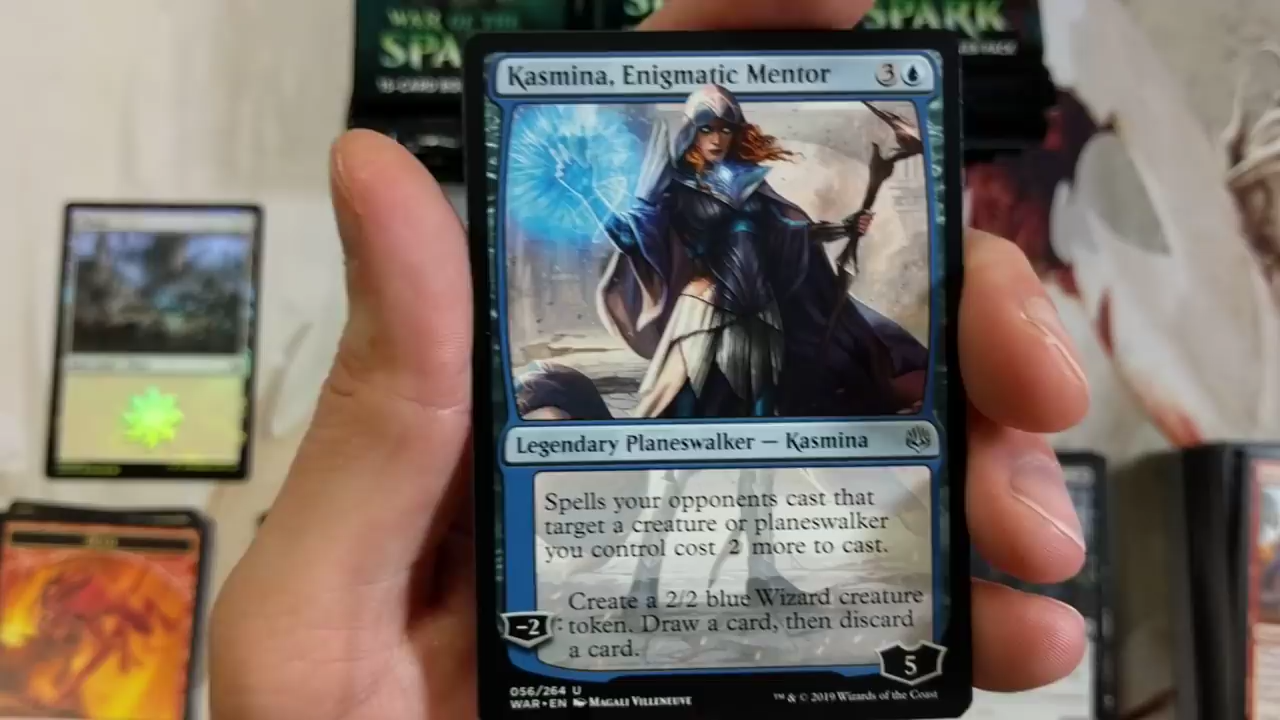 WAR OF THE
SPA
SPARK
Kasmina, Enigmatic Mentor 3
Legendary Planeswalker — Kasmina
Spells your opponents cast that
target a creature or planeswalker
you control cost 2 more to cast.
Create a 2/2 blue Wizard creature
-2: token. Draw a card, then discard
a card.
5
056/264 U
WAR • EN MAGALI VILLENEUVE
™ & © 2019 Wizards of the Coast